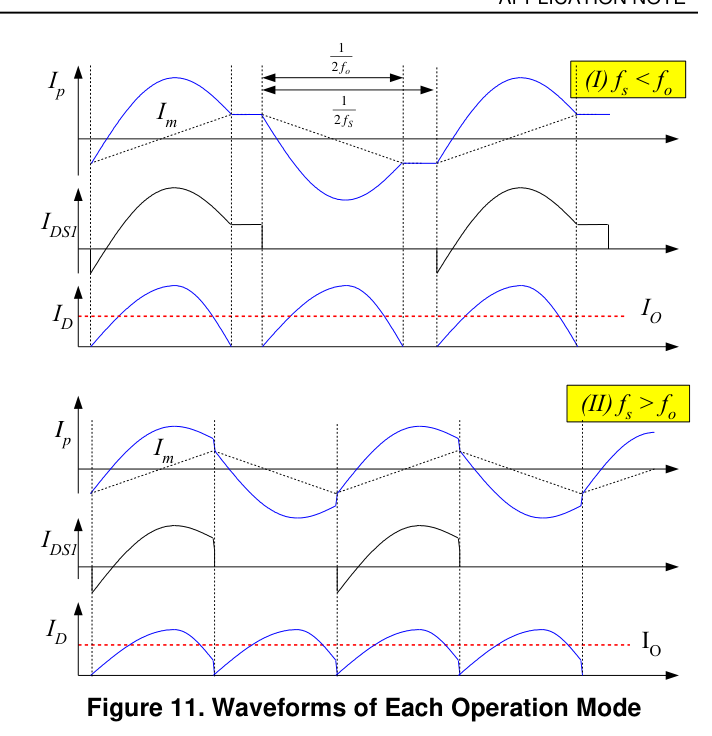 APPLICATION NOTE
1
2f_o
I_p
(I) f_s < f_o
I_m
1
2f_S
I_DS1
I_D
I_O
(II) f_s > f_o
I_p
I_m
I_DS1
I_D
I_O
Figure 11. Waveforms of Each Operation Mode